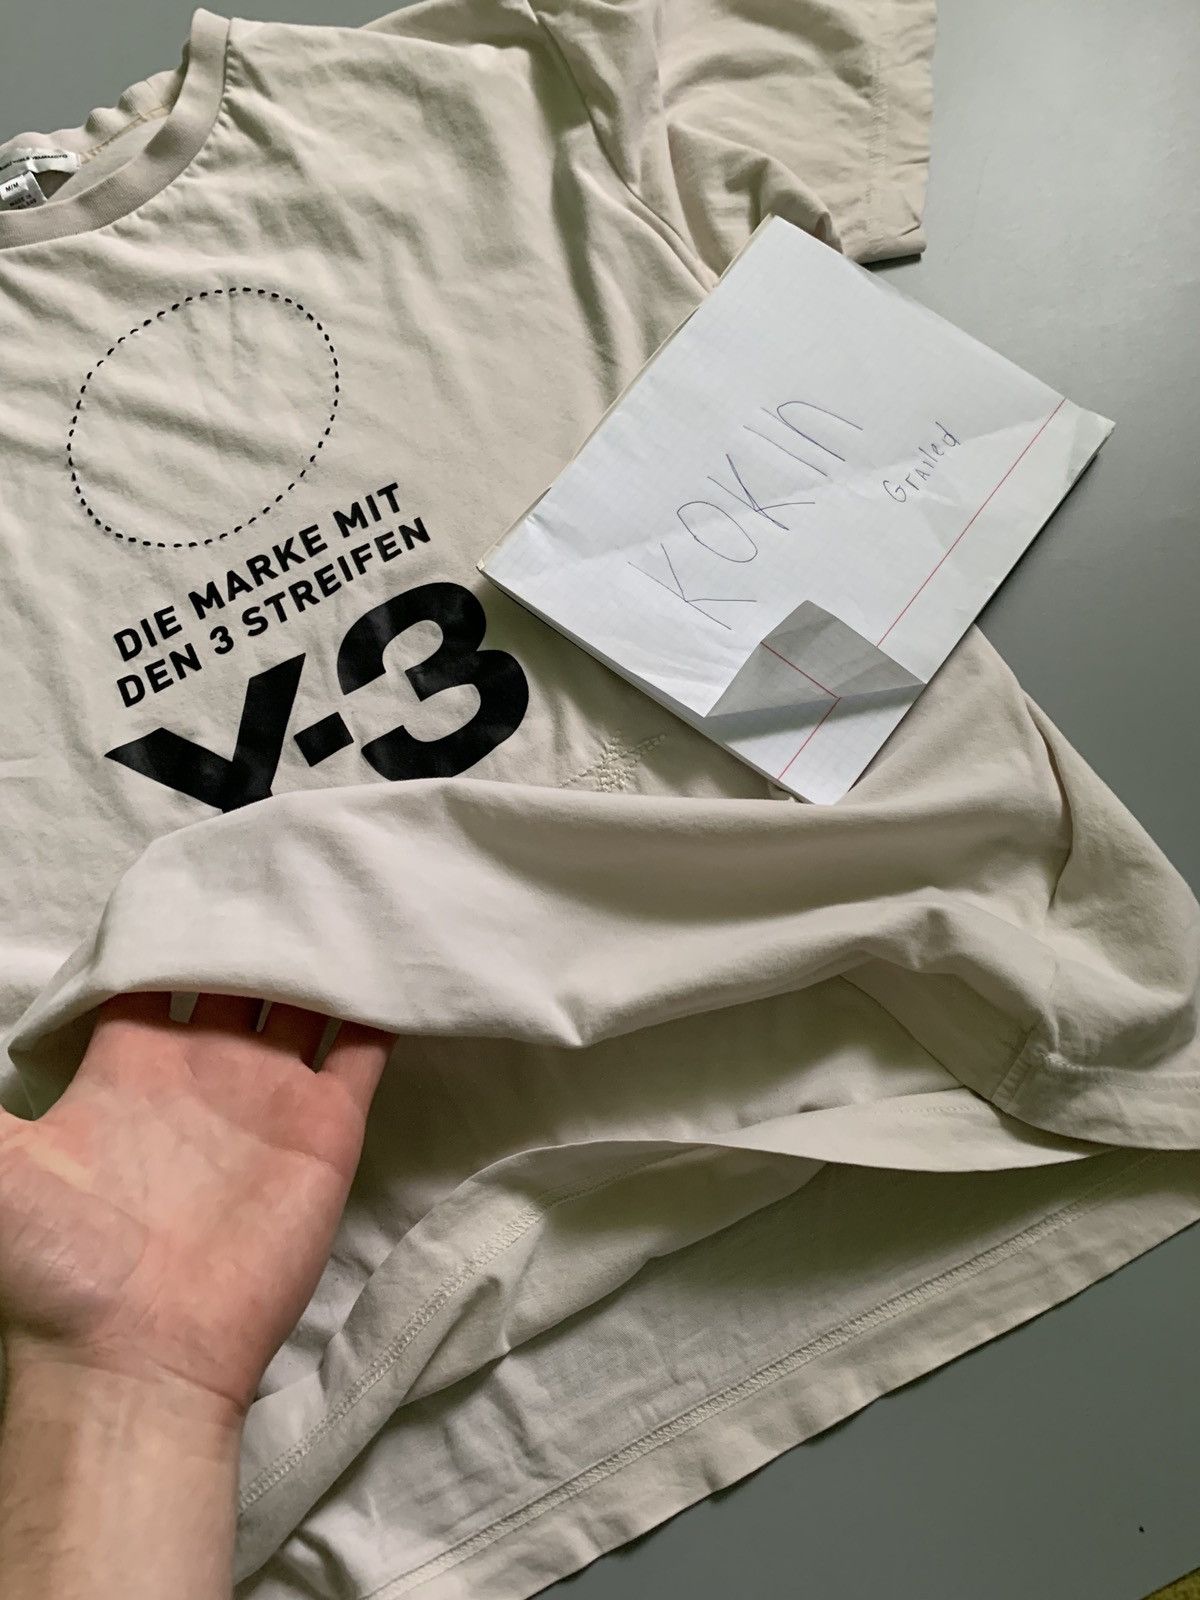 M/M
DIE MARKE MIT
DEN 3 STREIFEN
Y-3
KOKIN
Grailed